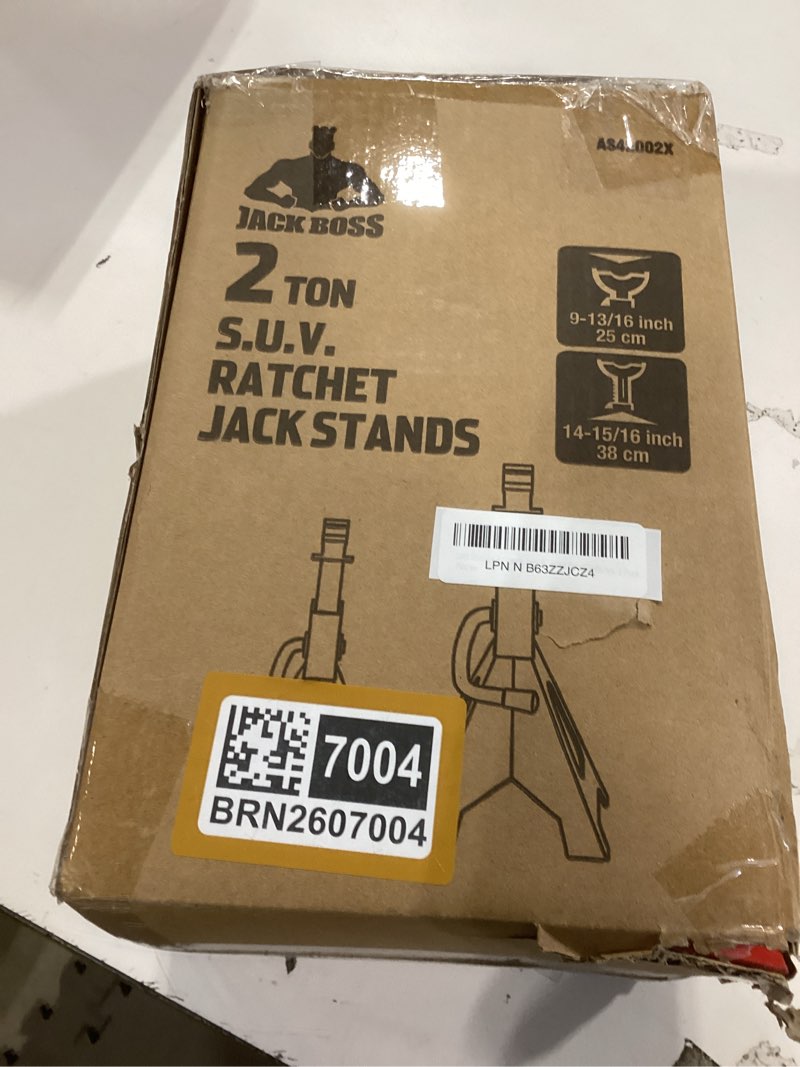 JACK BOSS
2 TON
S.U.V.
RATCHET
JACK STANDS
9-13/16 inch
25 cm
14-15/16 inch
38 cm
LPN N B63ZZJCZ4
7004
BRN2607004